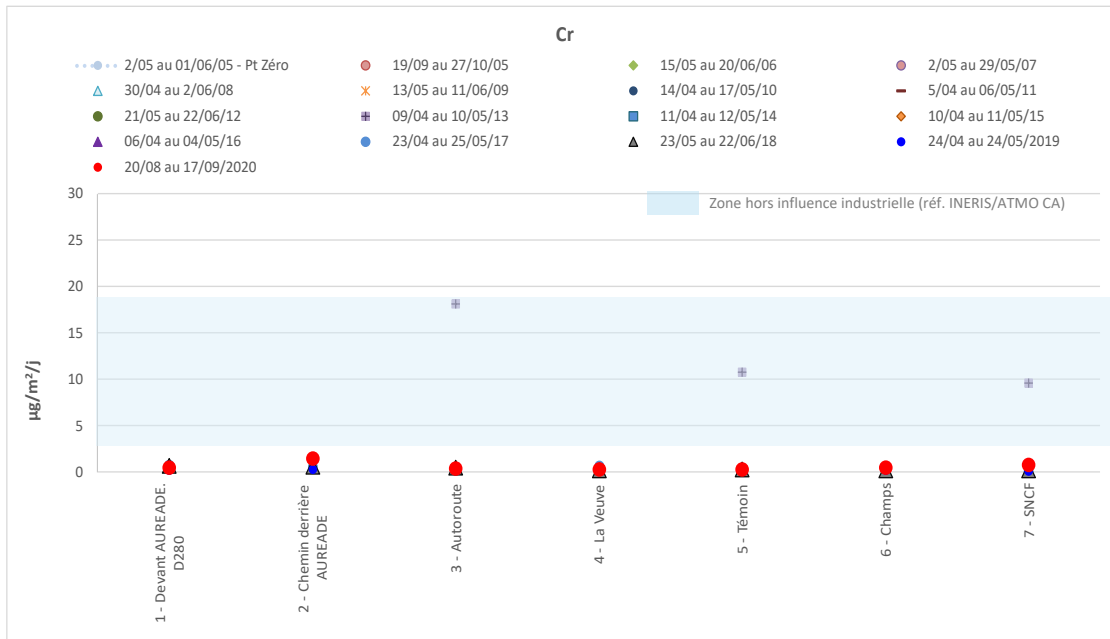 Cr
2/05 au 01/06/05 - Pt Zéro
19/09 au 27/10/05
15/05 au 20/06/06
2/05 au 29/05/07
30/04 au 2/06/08
13/05 au 11/06/09
14/04 au 17/05/10
5/04 au 06/05/11
21/05 au 22/06/12
09/04 au 10/05/13
11/04 au 12/05/14
10/04 au 11/05/15
06/04 au 04/05/16
23/04 au 25/05/17
23/05 au 22/06/18
24/04 au 24/05/2019
20/08 au 17/09/2020
Zone hors influence industrielle (réf. INERIS/ATMO CA)
µg/m²/j
30
25
20
15
10
5
0
1 - Devant AUREADE.
D280
2 - Chemin derrière
AUREADE
3 - Autoroute
4 - La Veuve
5 - Témoin
6 - Champs
7 - SNCF